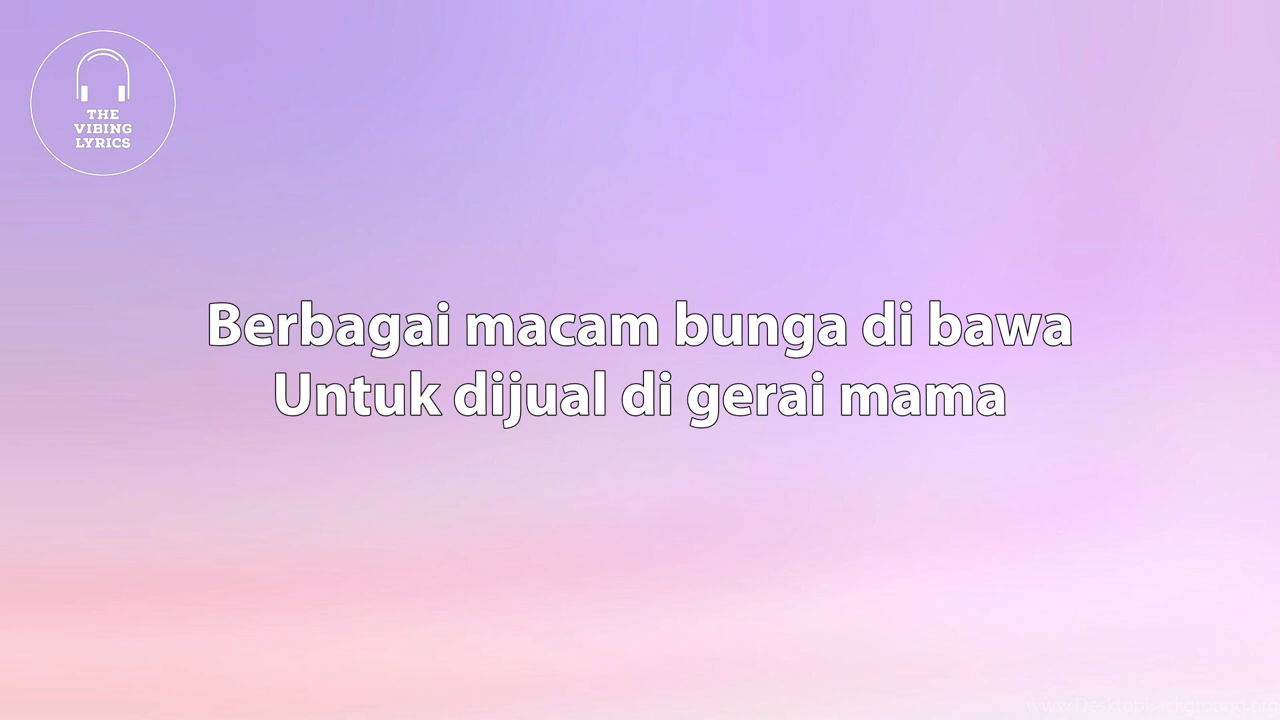 THE
VIBING
LYRICS
Berbagai macam bunga di bawa
Untuk dijual di gerai mama